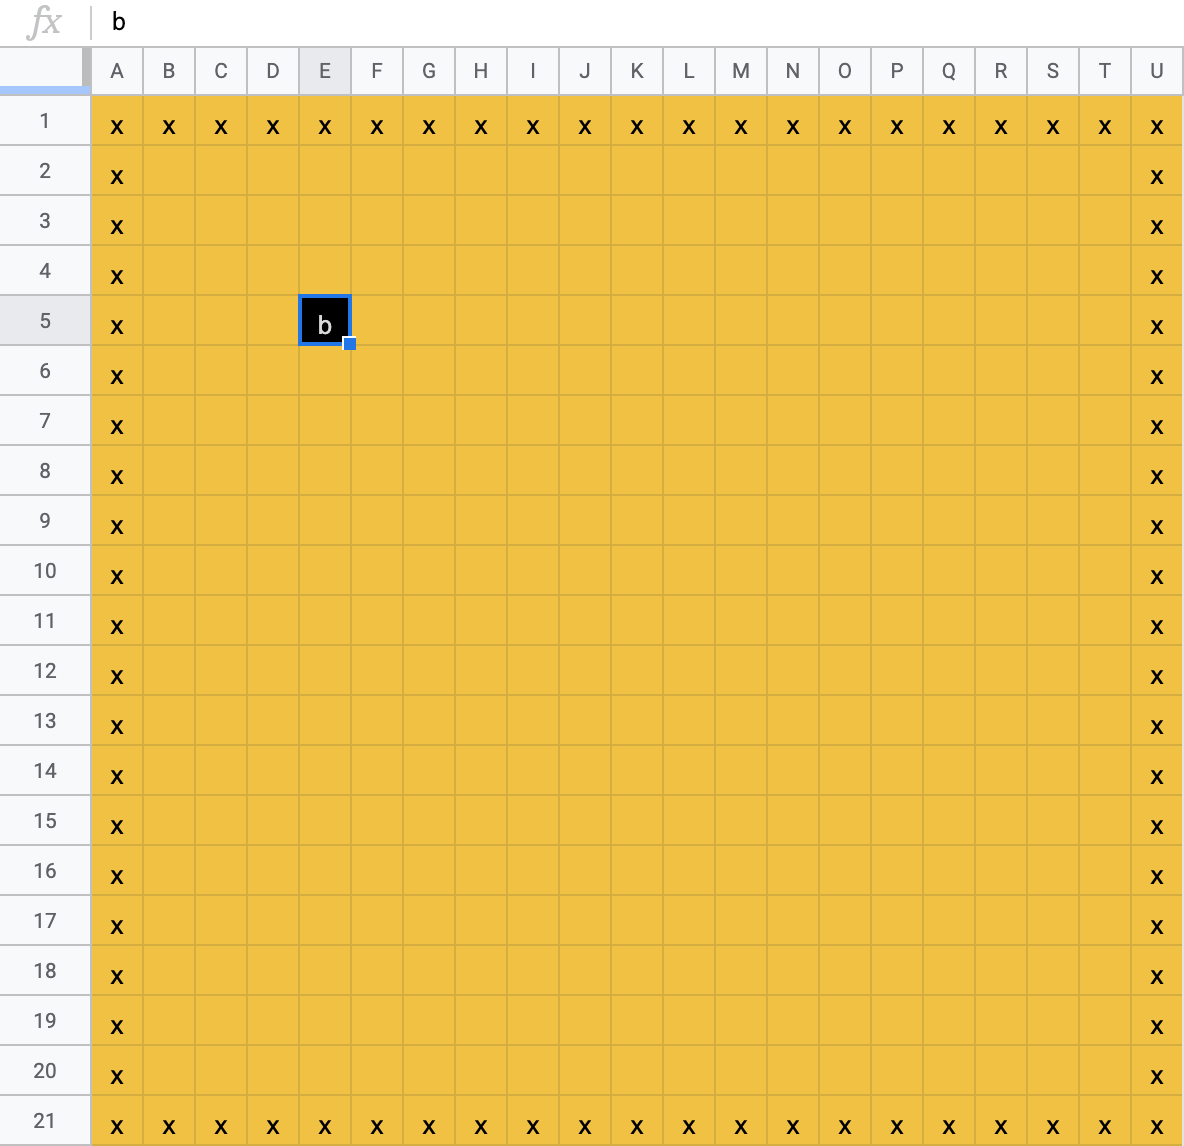 fx b
A B C D E F G H I J K L M N O P Q R S T U
1 x x x x x x x x x x x x x x x x x x x x x
2 x x
3 x x
4 x x
5 x b x
6 x x
7 x x
8 x x
9 x x
10 x x
11 x x
12 x x
13 x x
14 x x
15 x x
16 x x
17 x x
18 x x
19 x x
20 x x
21 x x x x x x x x x x x x x x x x x x x x x